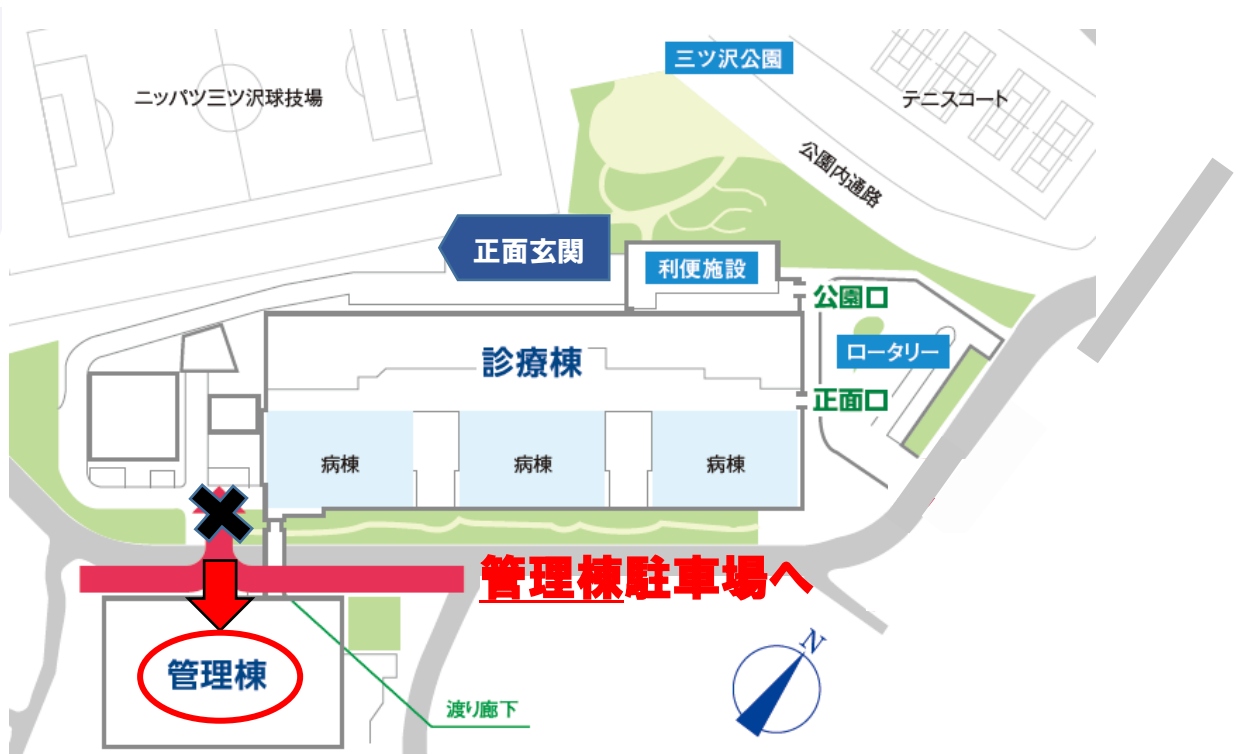 三ツ沢公園
ニッパツ三ツ沢球技場
テニスコート
公園内通路
正面玄関
利便施設
公園口
ロータリー
診療棟
正面口
病棟
病棟
病棟
管理棟駐車場へ
管理棟
N
渡り廊下